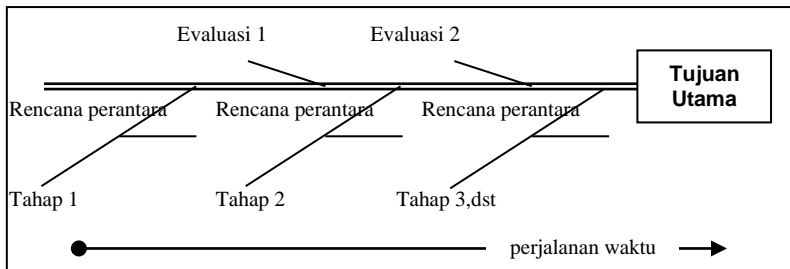 Evaluasi 1
Evaluasi 2
Tujuan
Utama
Rencana perantara
Rencana perantara
Rencana perantara
Tahap 1
Tahap 2
Tahap 3,dst
perjalanan waktu